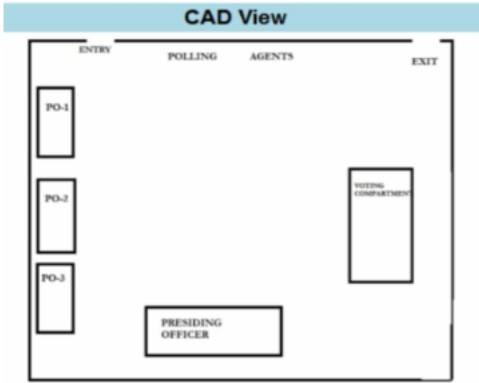 CAD View
ENTRY
POLLING AGENTS
EXIT
PO-1
PO-2
VOTING
COMPARTMENT
PO-3
PRESIDING
OFFICER